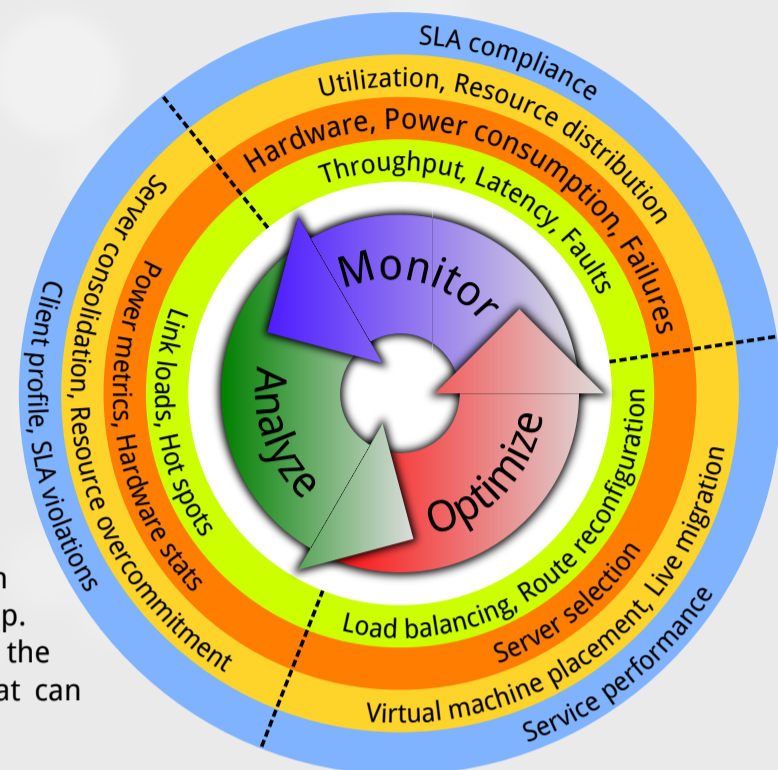 SLA compliance
Utilization, Resource distribution
Hardware, Power consumption, Failures
Throughput, Latency, Faults
Monitor
Client profile, SLA violations
Server consolidation, Resource overcommitment
Power metrics, Hardware stats
Link loads, Hot spots
Analyze
Optimize
Load balancing, Route reconfiguration
Server selection
Virtual machine placement, Live migration
Service performance
p.
the
at can